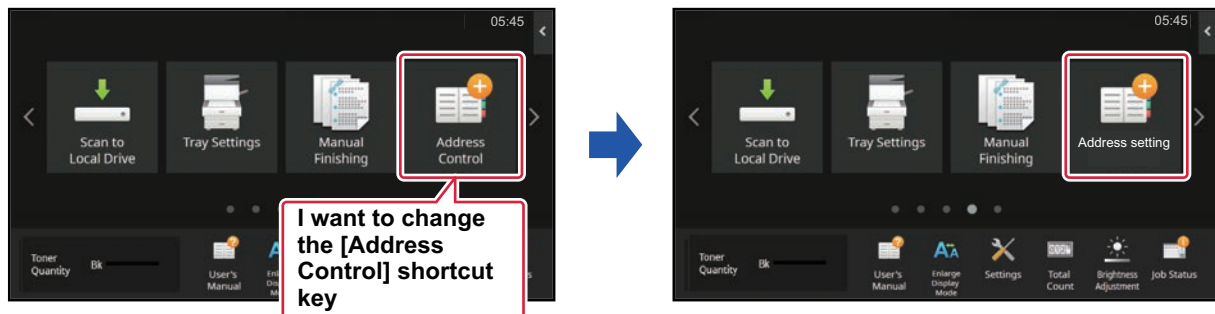 05:45
Scan to
Local Drive
Tray Settings
Manual
Finishing
Address
Control
I want to change
the [Address
Control] shortcut
key
Toner
Quantity
Bk
User's
Manual
05:45
Scan to
Local Drive
Tray Settings
Manual
Finishing
Address setting
Toner
Quantity
Bk
User's
Manual
Enlarge
Display
Mode
Settings
Total
Count
Brightness
Adjustment
Job Status